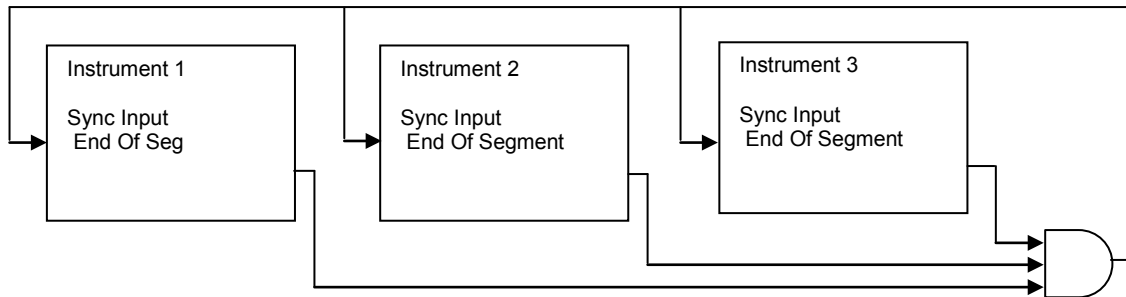 Instrument 1
Sync Input
End Of Seg
Instrument 2
Sync Input
End Of Segment
Instrument 3
Sync Input
End Of Segment